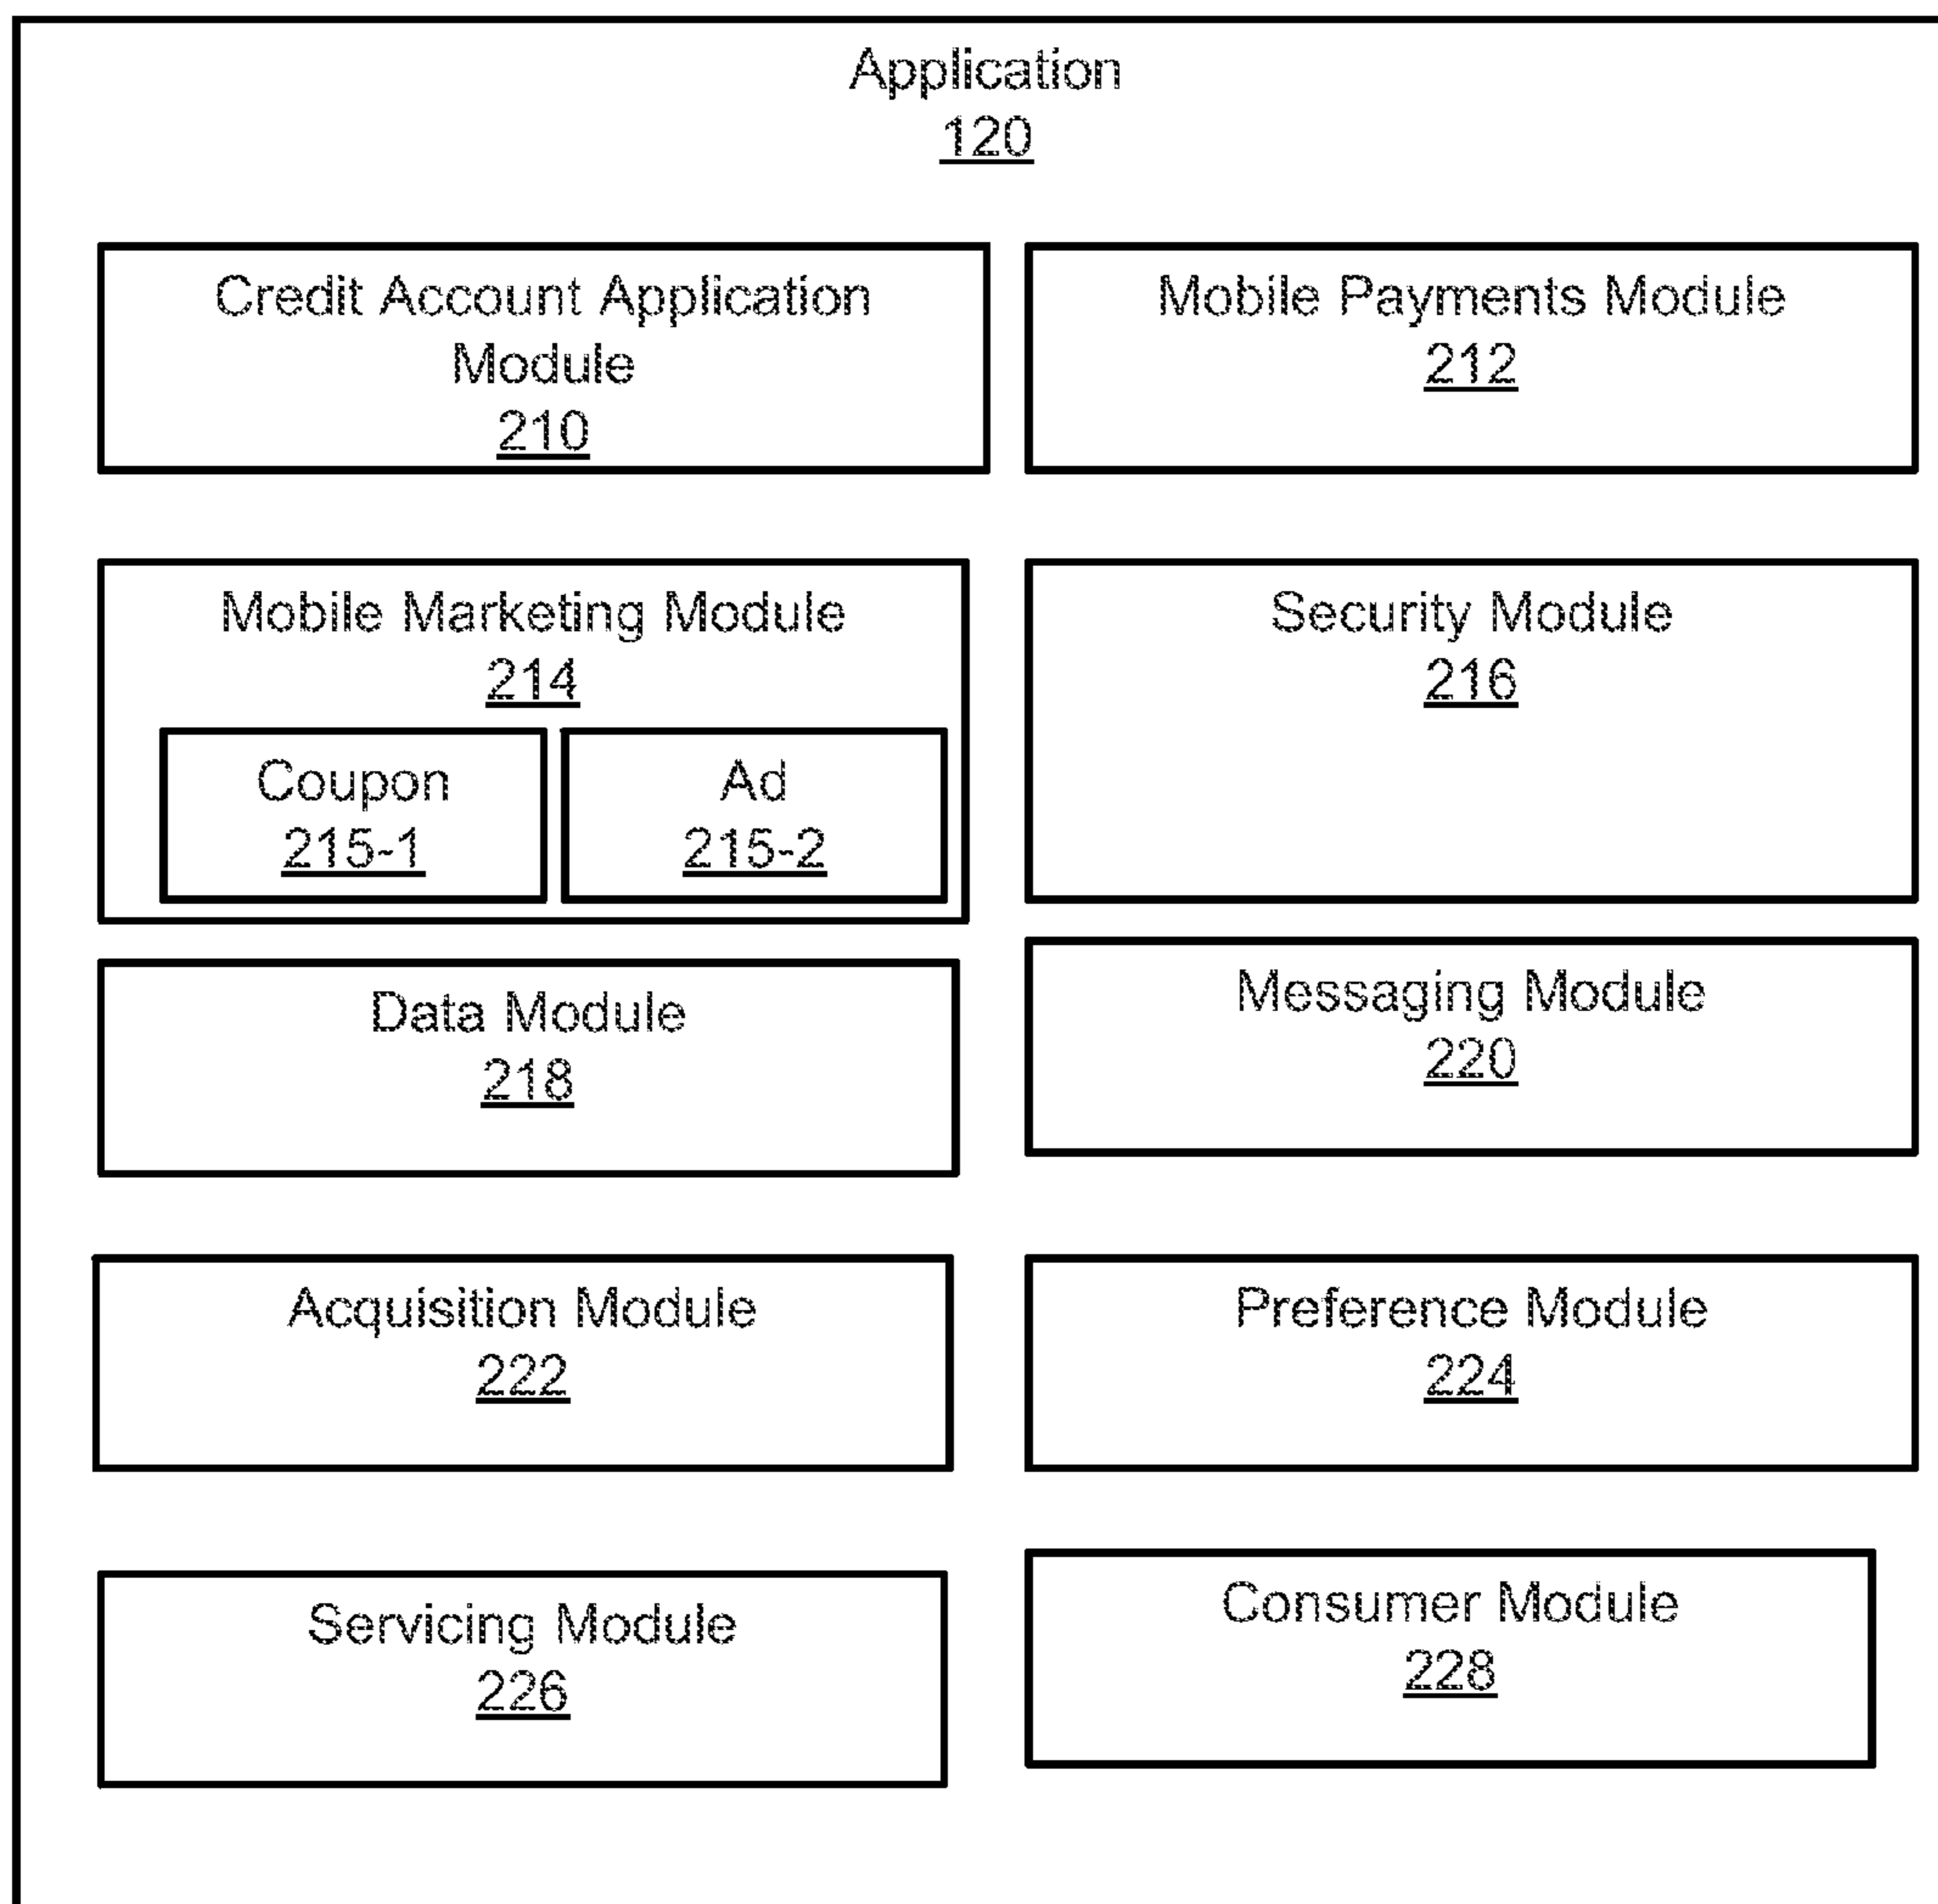 Application
120
Credit Account Application
Module
210
Mobile Payments Module
212
Mobile Marketing Module
214
Coupon
215-1
Ad
215-2
Security Module
216
Data Module
218
Messaging Module
220
Acquisition Module
222
Preference Module
224
Servicing Module
226
Consumer Module
228